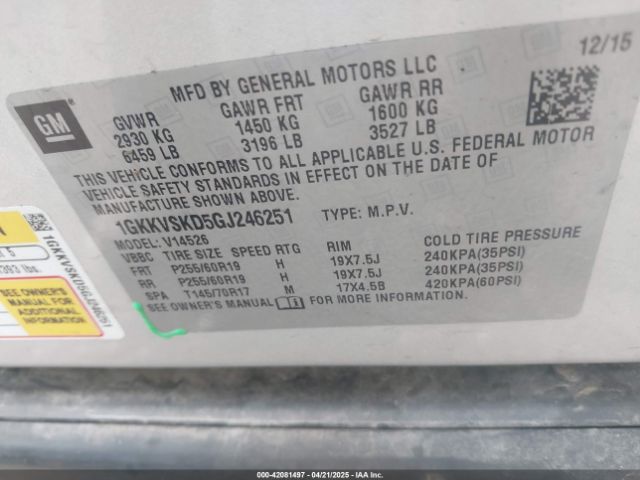 12/15
MFD BY GENERAL MOTORS LLC
GM
GVWR GAWR FRT GAWR RR
2930 KG 1450 KG 1600 KG
6459 LB 3196 LB 3527 LB
THIS VEHICLE CONFORMS TO ALL APPLICABLE U.S. FEDERAL MOTOR
VEHICLE SAFETY STANDARDS IN EFFECT ON THE DATE OF
MANUFACTURE SHOWN ABOVE.
1GKKVSKD5GJ246251 TYPE: M.P.V.
MODEL: V14526
VBBC TIRE SIZE SPEED RTG RIM COLD TIRE PRESSURE
FRT P255/60R19 H 19X7.5J 240KPA(35PSI)
RR P255/60R19 H 19X7.5J 240KPA(35PSI)
SPA T145/70R17 M 17X4.5B 420KPA(60PSI)
SEE OWNER'S MANUAL FOR MORE INFORMATION.
N
5
lbs.
SEE OWNER'S
MANUAL FOR
ADDITIONAL
INFORMATION
1GKKVSKD5GJ246251
000-42081497 04/21/2025 IAAI.COM